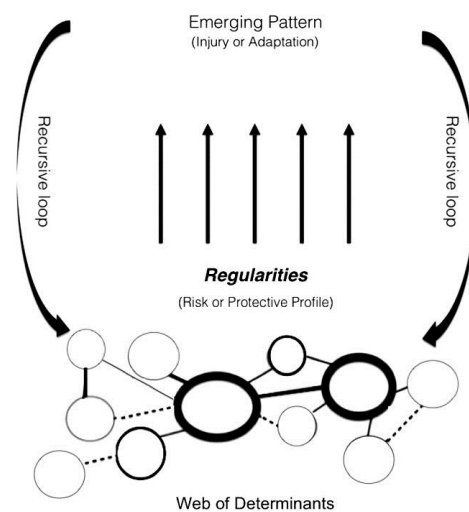 Emerging Pattern
(Injury or Adaptation)
Recursive loop
Recursive loop
Regularities
(Risk or Protective Profile)
Web of Determinants